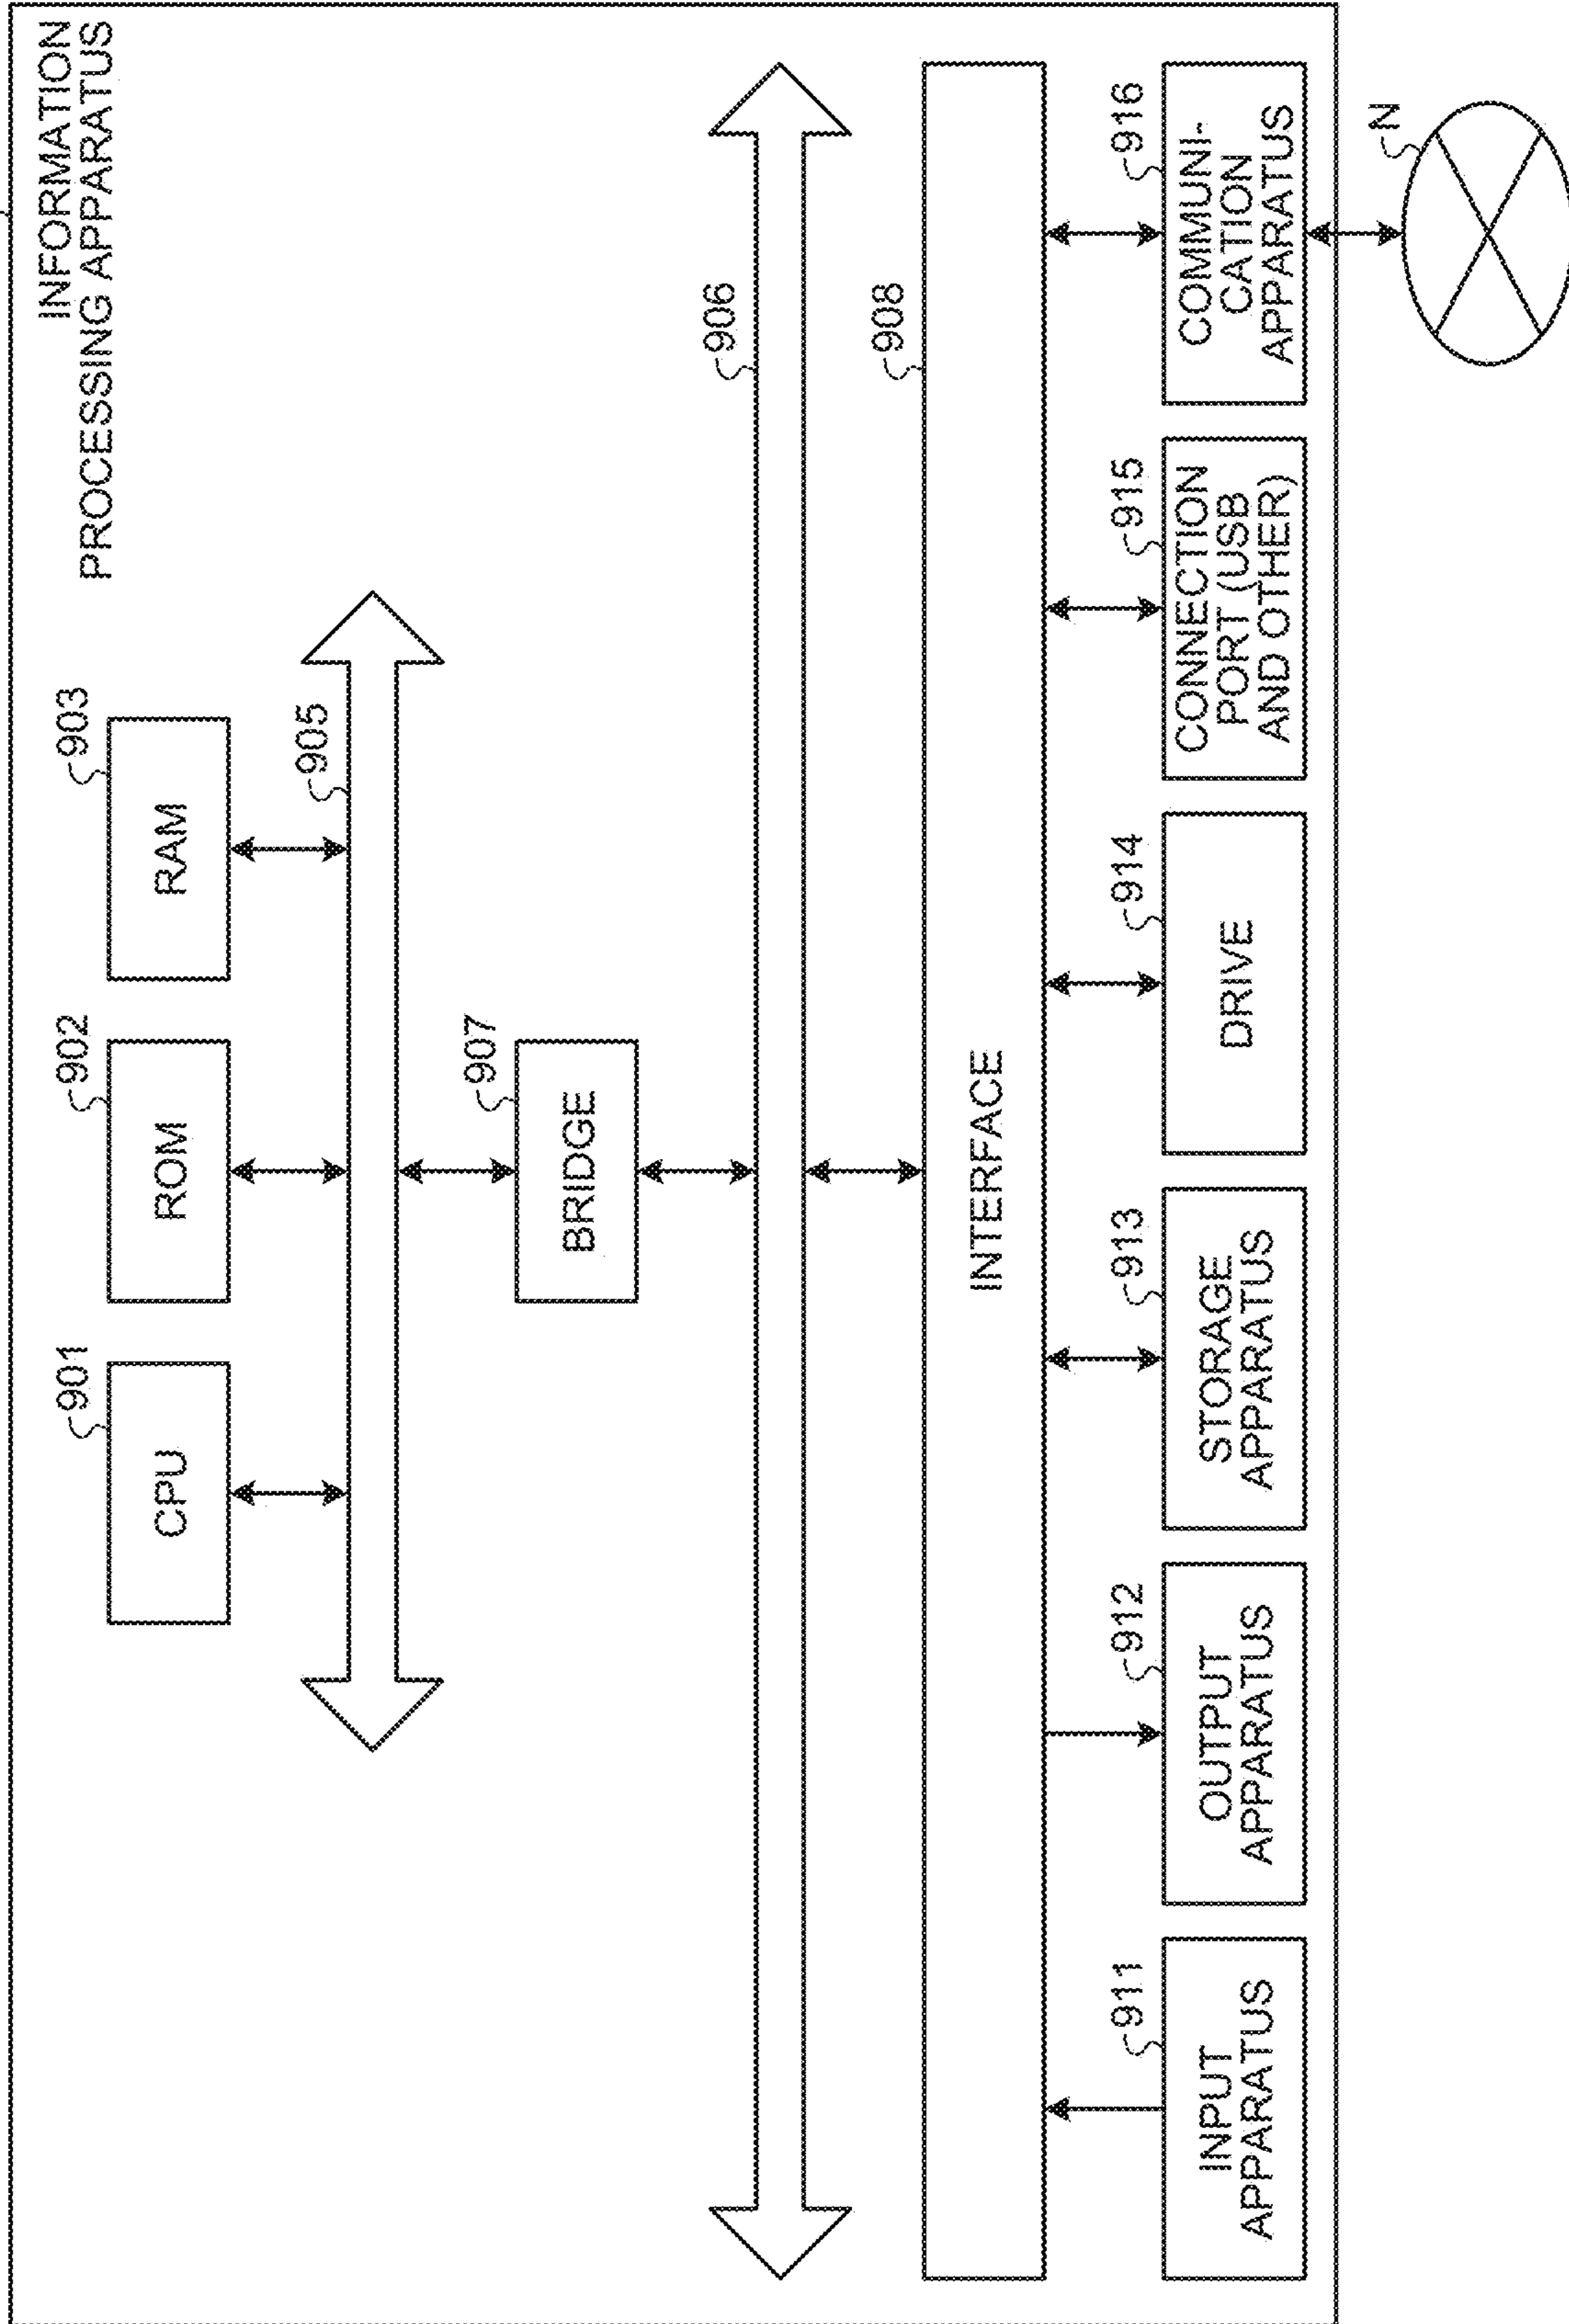 INFORMATION
PROCESSING APPARATUS
901
902
903
CPU
ROM
RAM
905
907
BRIDGE
906
908
INTERFACE
911
912
913
914
915
916
INPUT
APPARATUS
OUTPUT
APPARATUS
STORAGE
APPARATUS
DRIVE
CONNECTION
PORT (USB
AND OTHER)
COMMUNI-
CATION
APPARATUS
N